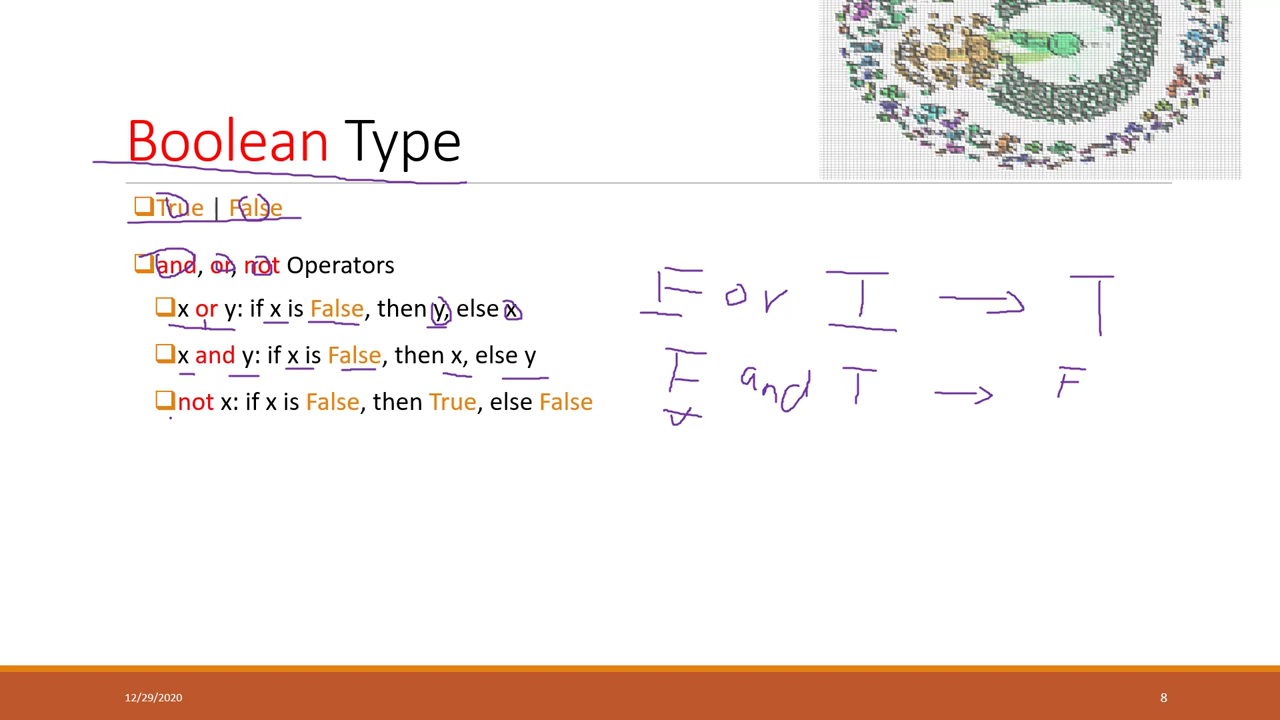 Boolean Type
True | False
and, or, not Operators
x or y: if x is False, then y, else x
x and y: if x is False, then x, else y
not x: if x is False, then True, else False
F or T → T
F and T → F
12/29/2020
8